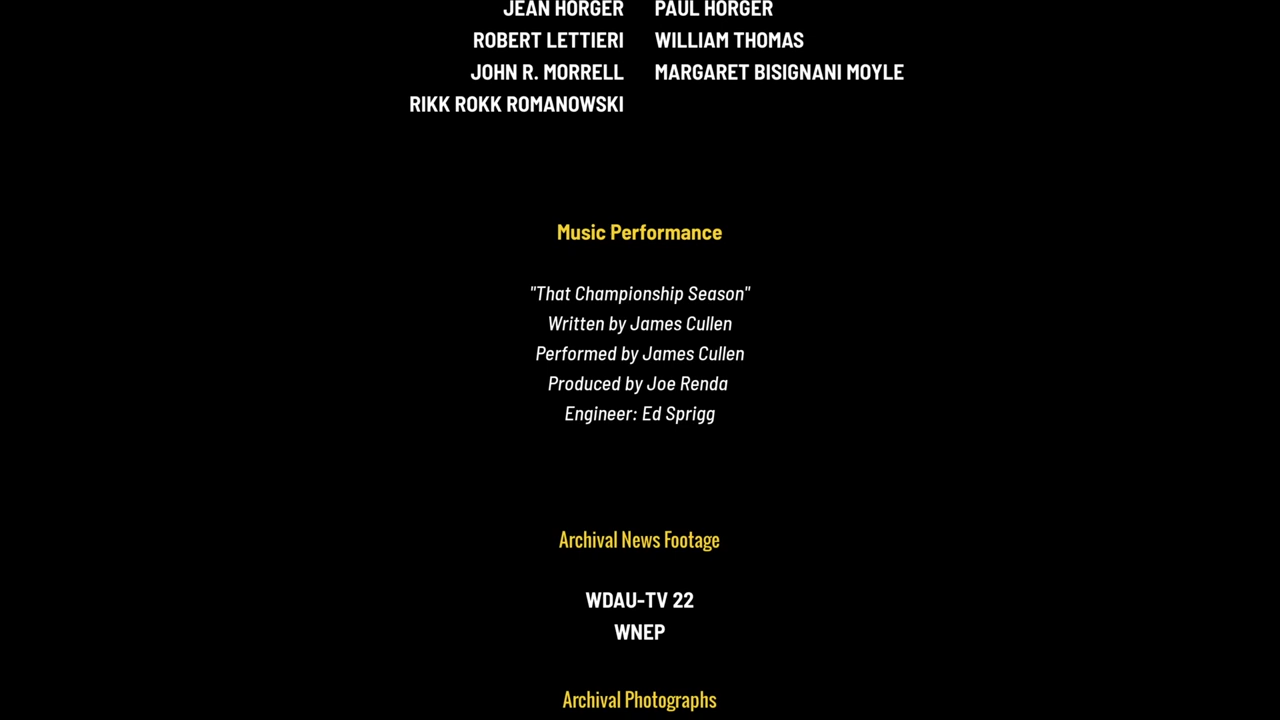 JEAN HORGER PAUL HORGER
ROBERT LETTIERI WILLIAM THOMAS
JOHN R. MORRELL MARGARET BISIGNANI MOYLE
RIKK ROKK ROMANOWSKI
Music Performance
"That Championship Season"
Written by James Cullen
Performed by James Cullen
Produced by Joe Renda
Engineer: Ed Sprigg
Archival News Footage
WDAU-TV 22
WNEP
Archival Photographs